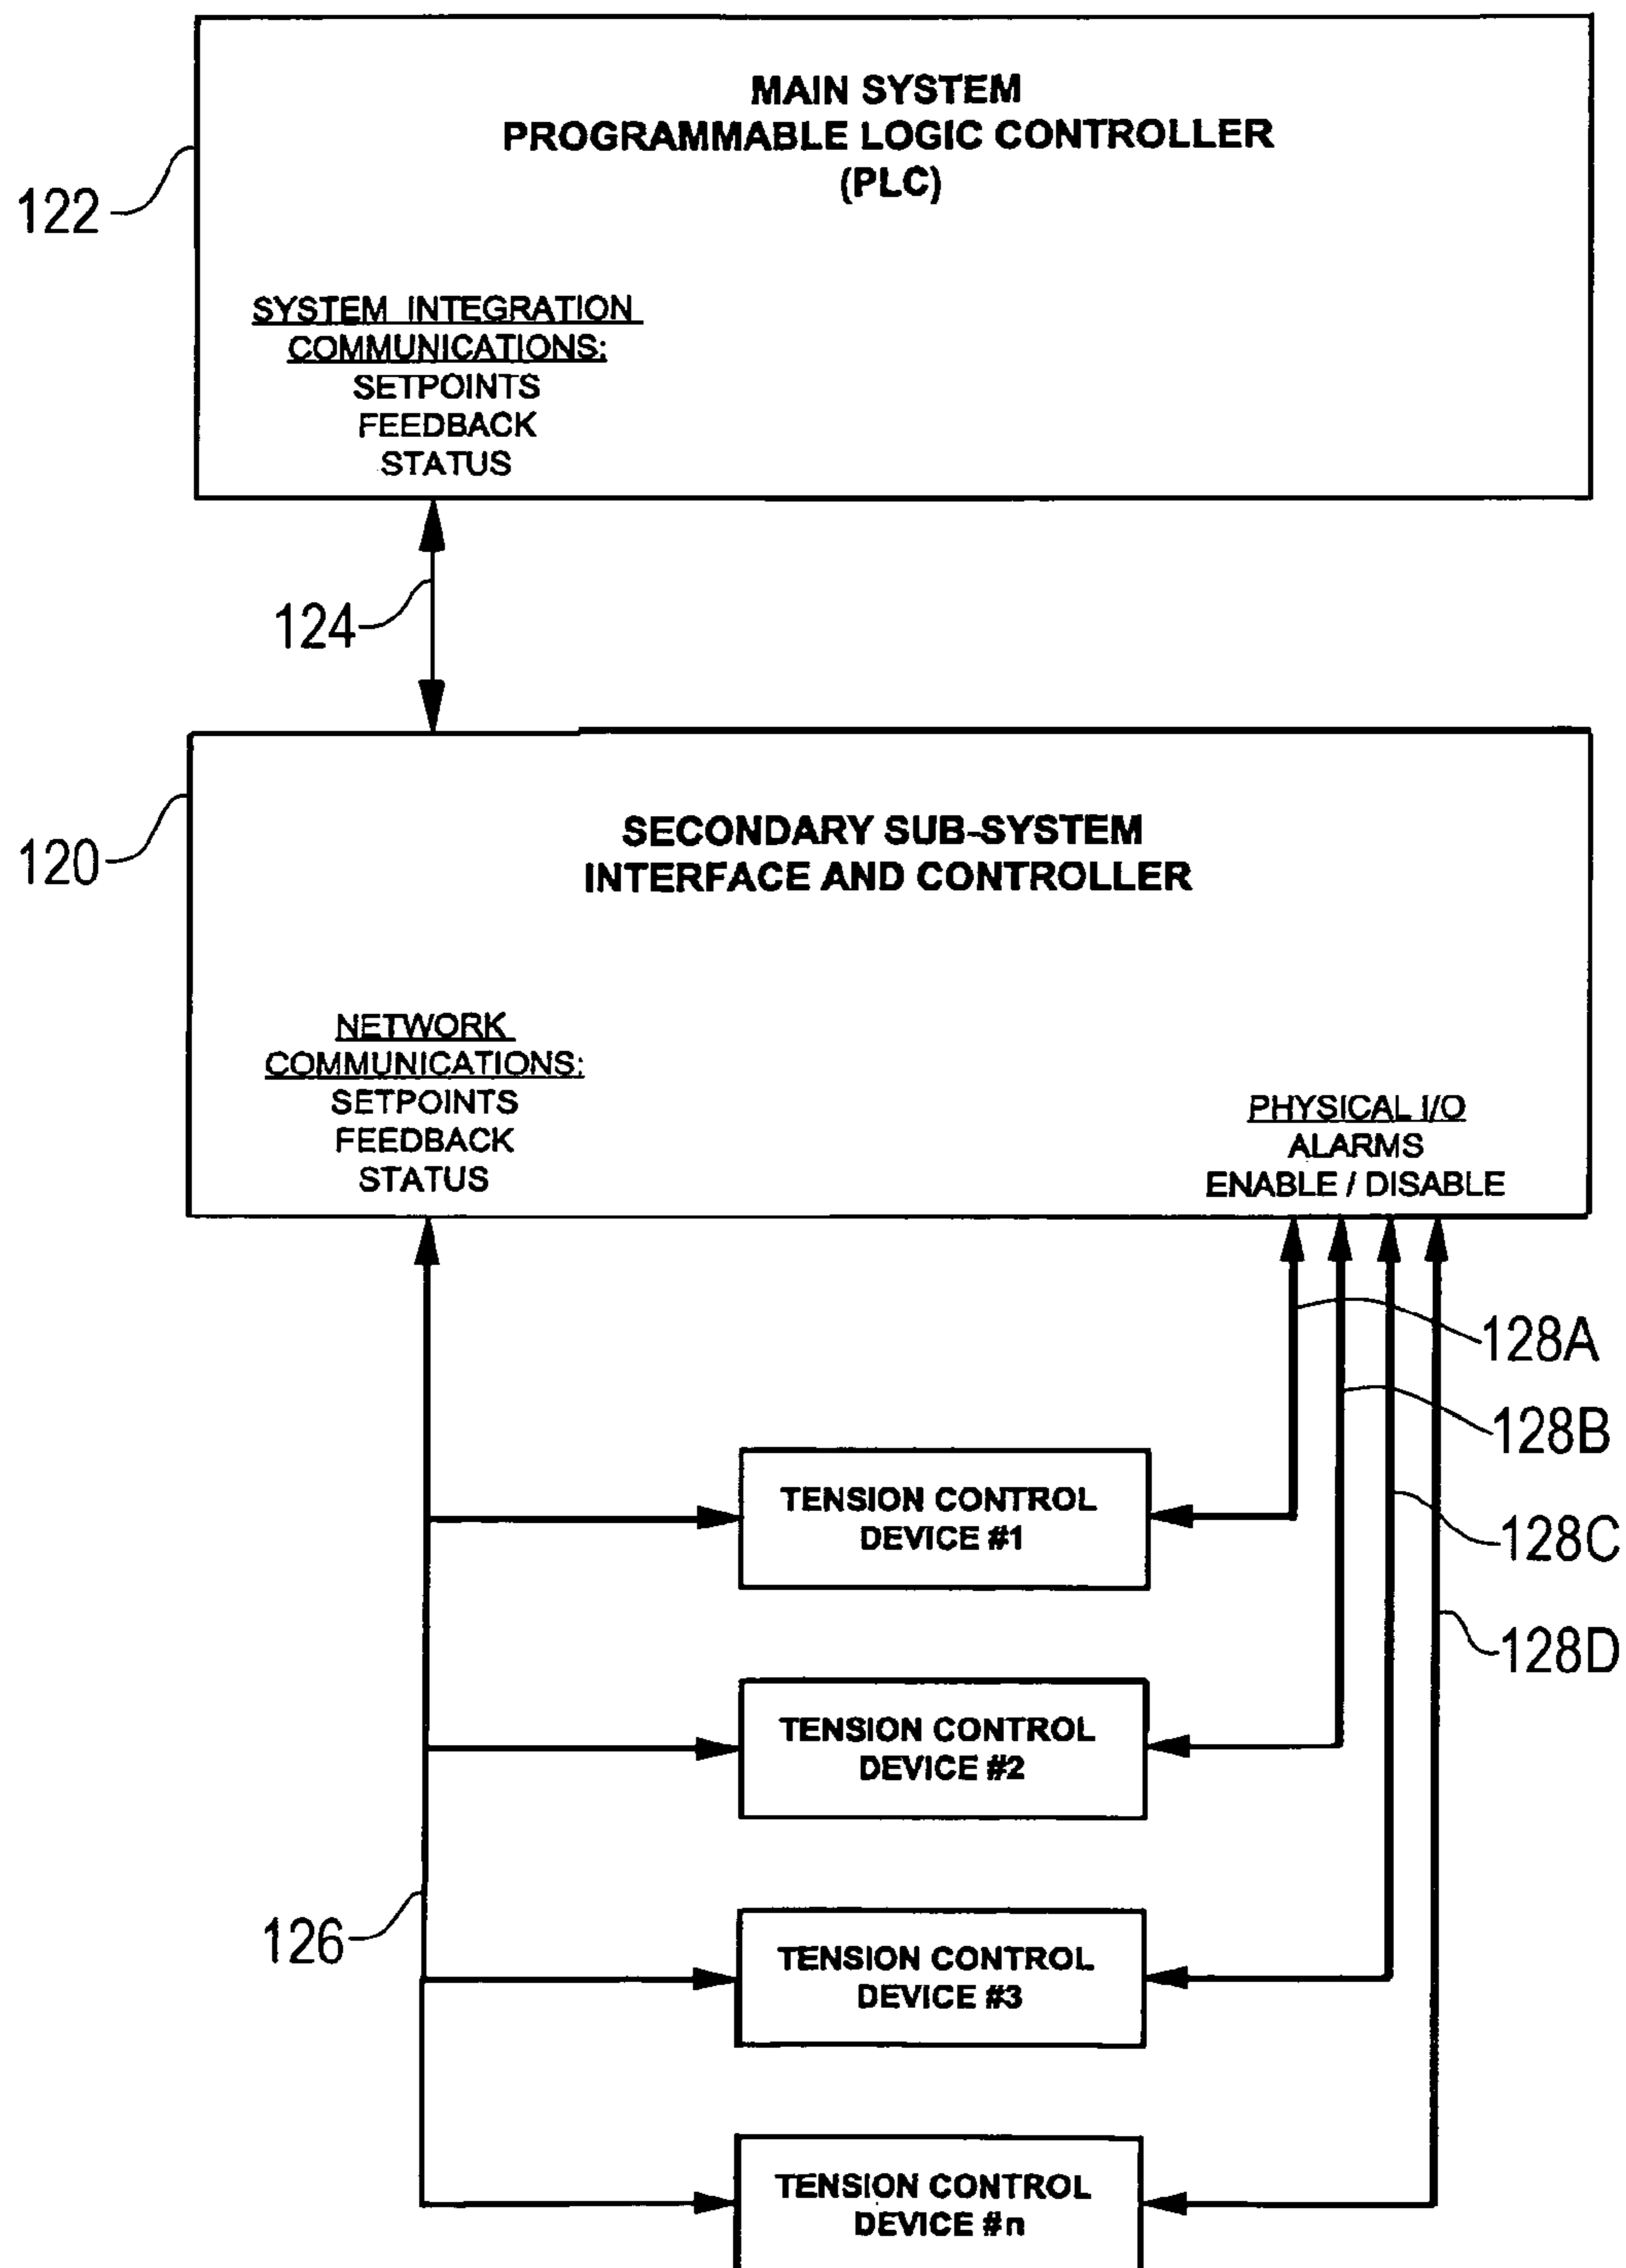 MAIN SYSTEM
PROGRAMMABLE LOGIC CONTROLLER
(PLC)
122
SYSTEM INTEGRATION
COMMUNICATIONS:
SETPOINTS
FEEDBACK
STATUS
124
120
SECONDARY SUB-SYSTEM
INTERFACE AND CONTROLLER
NETWORK
COMMUNICATIONS:
SETPOINTS
FEEDBACK
STATUS
PHYSICAL I/O
ALARMS
ENABLE / DISABLE
128A
128B
128C
128D
TENSION CONTROL
DEVICE #1
TENSION CONTROL
DEVICE #2
126
TENSION CONTROL
DEVICE #3
TENSION CONTROL
DEVICE #n